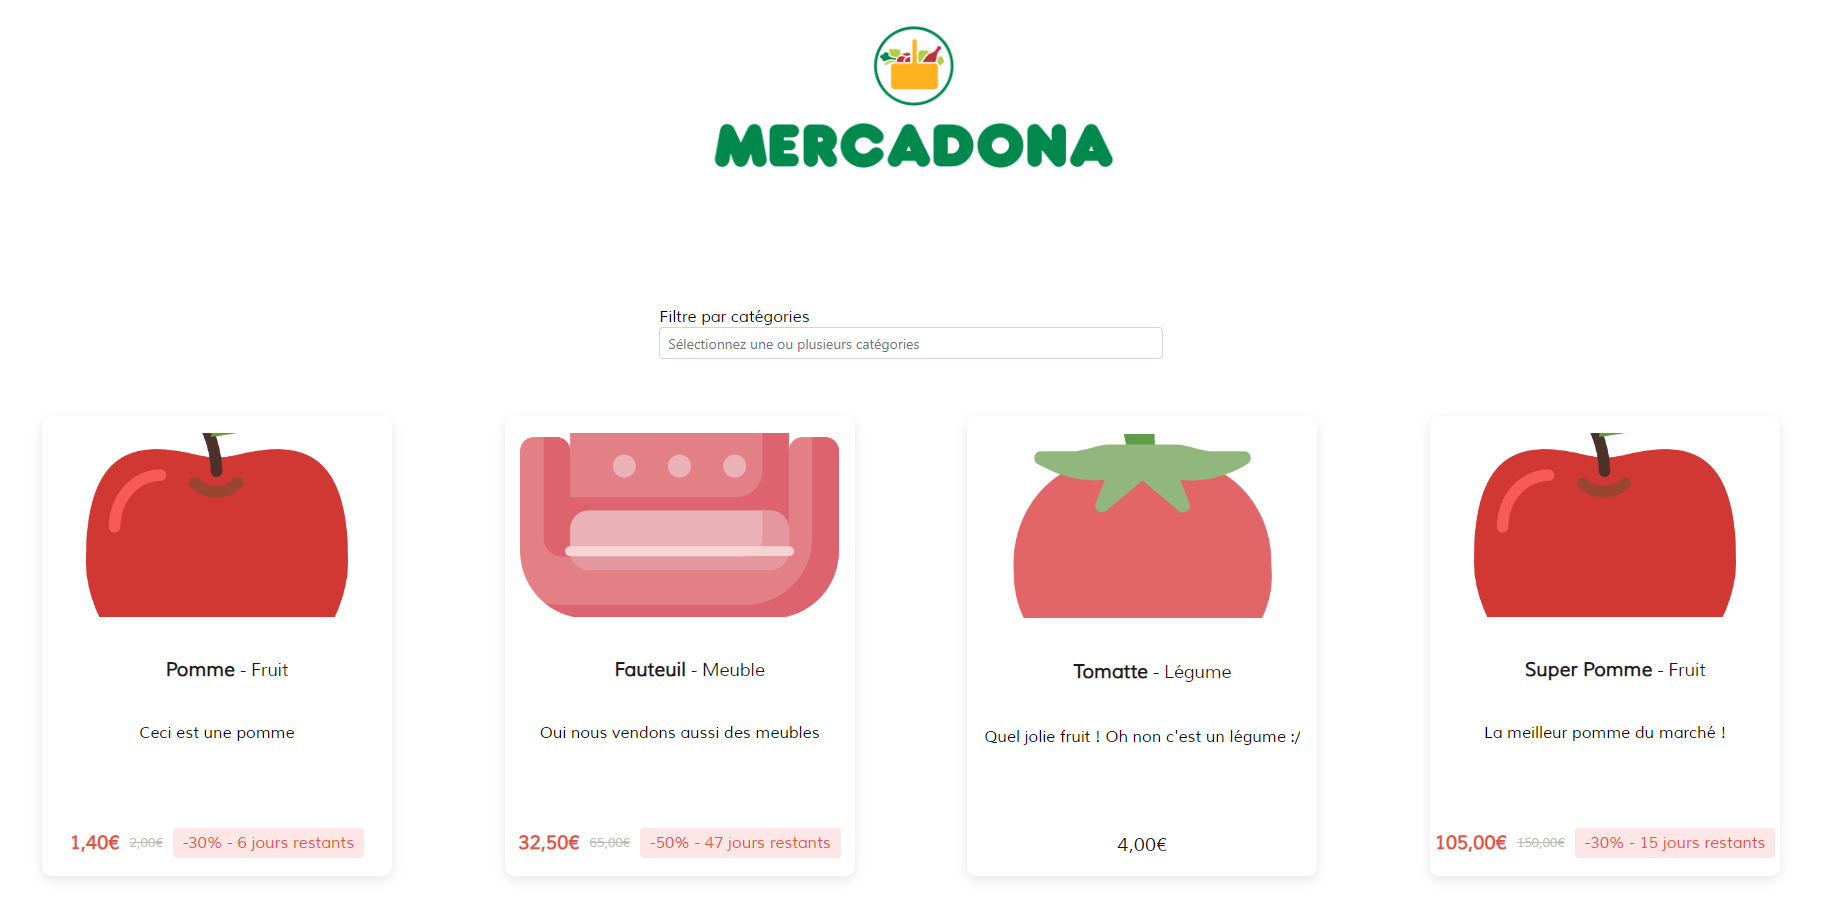 MERCADONA
Filtre par catégories
Sélectionnez une ou plusieurs catégories
Pomme - Fruit
Ceci est une pomme
1,40€ 2,00€ -30% - 6 jours restants
Fauteuil - Meuble
Oui nous vendons aussi des meubles
32,50€ 65,00€ -50% - 47 jours restants
Tomatte - Légume
Quel jolie fruit ! Oh non c'est un légume :/
4,00€
Super Pomme - Fruit
La meilleur pomme du marché !
105,00€ 150,00€ -30% - 15 jours restants